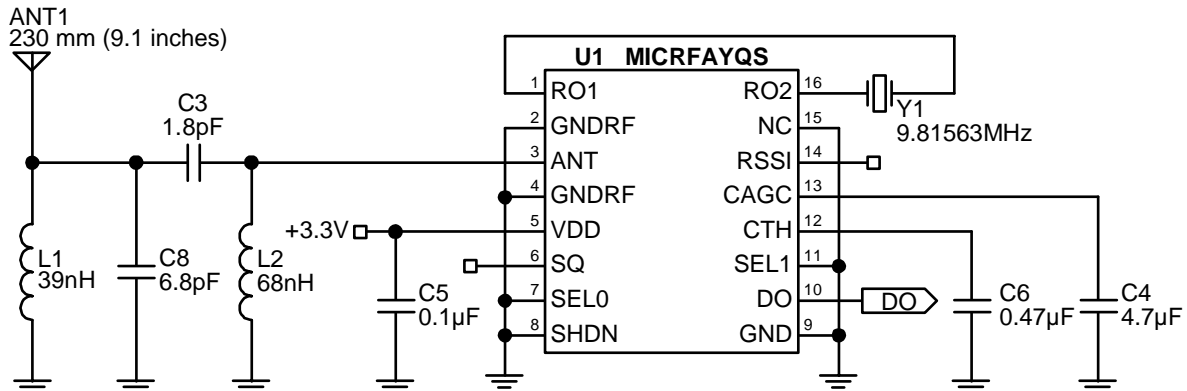 ANT1
230 mm (9.1 inches)
C3
1.8pF
L1
39nH
C8
6.8pF
L2
68nH
+3.3V
C5
0.1µF
U1 MICRFAYQS
1 RO1
2 GNDRF
3 ANT
4 GNDRF
5 VDD
6 SQ
7 SEL0
8 SHDN
RO2 16
NC 15
RSSI 14
CAGC 13
CTH 12
SEL1 11
DO 10
GND 9
Y1
9.81563MHz
DO
C6
0.47µF
C4
4.7µF